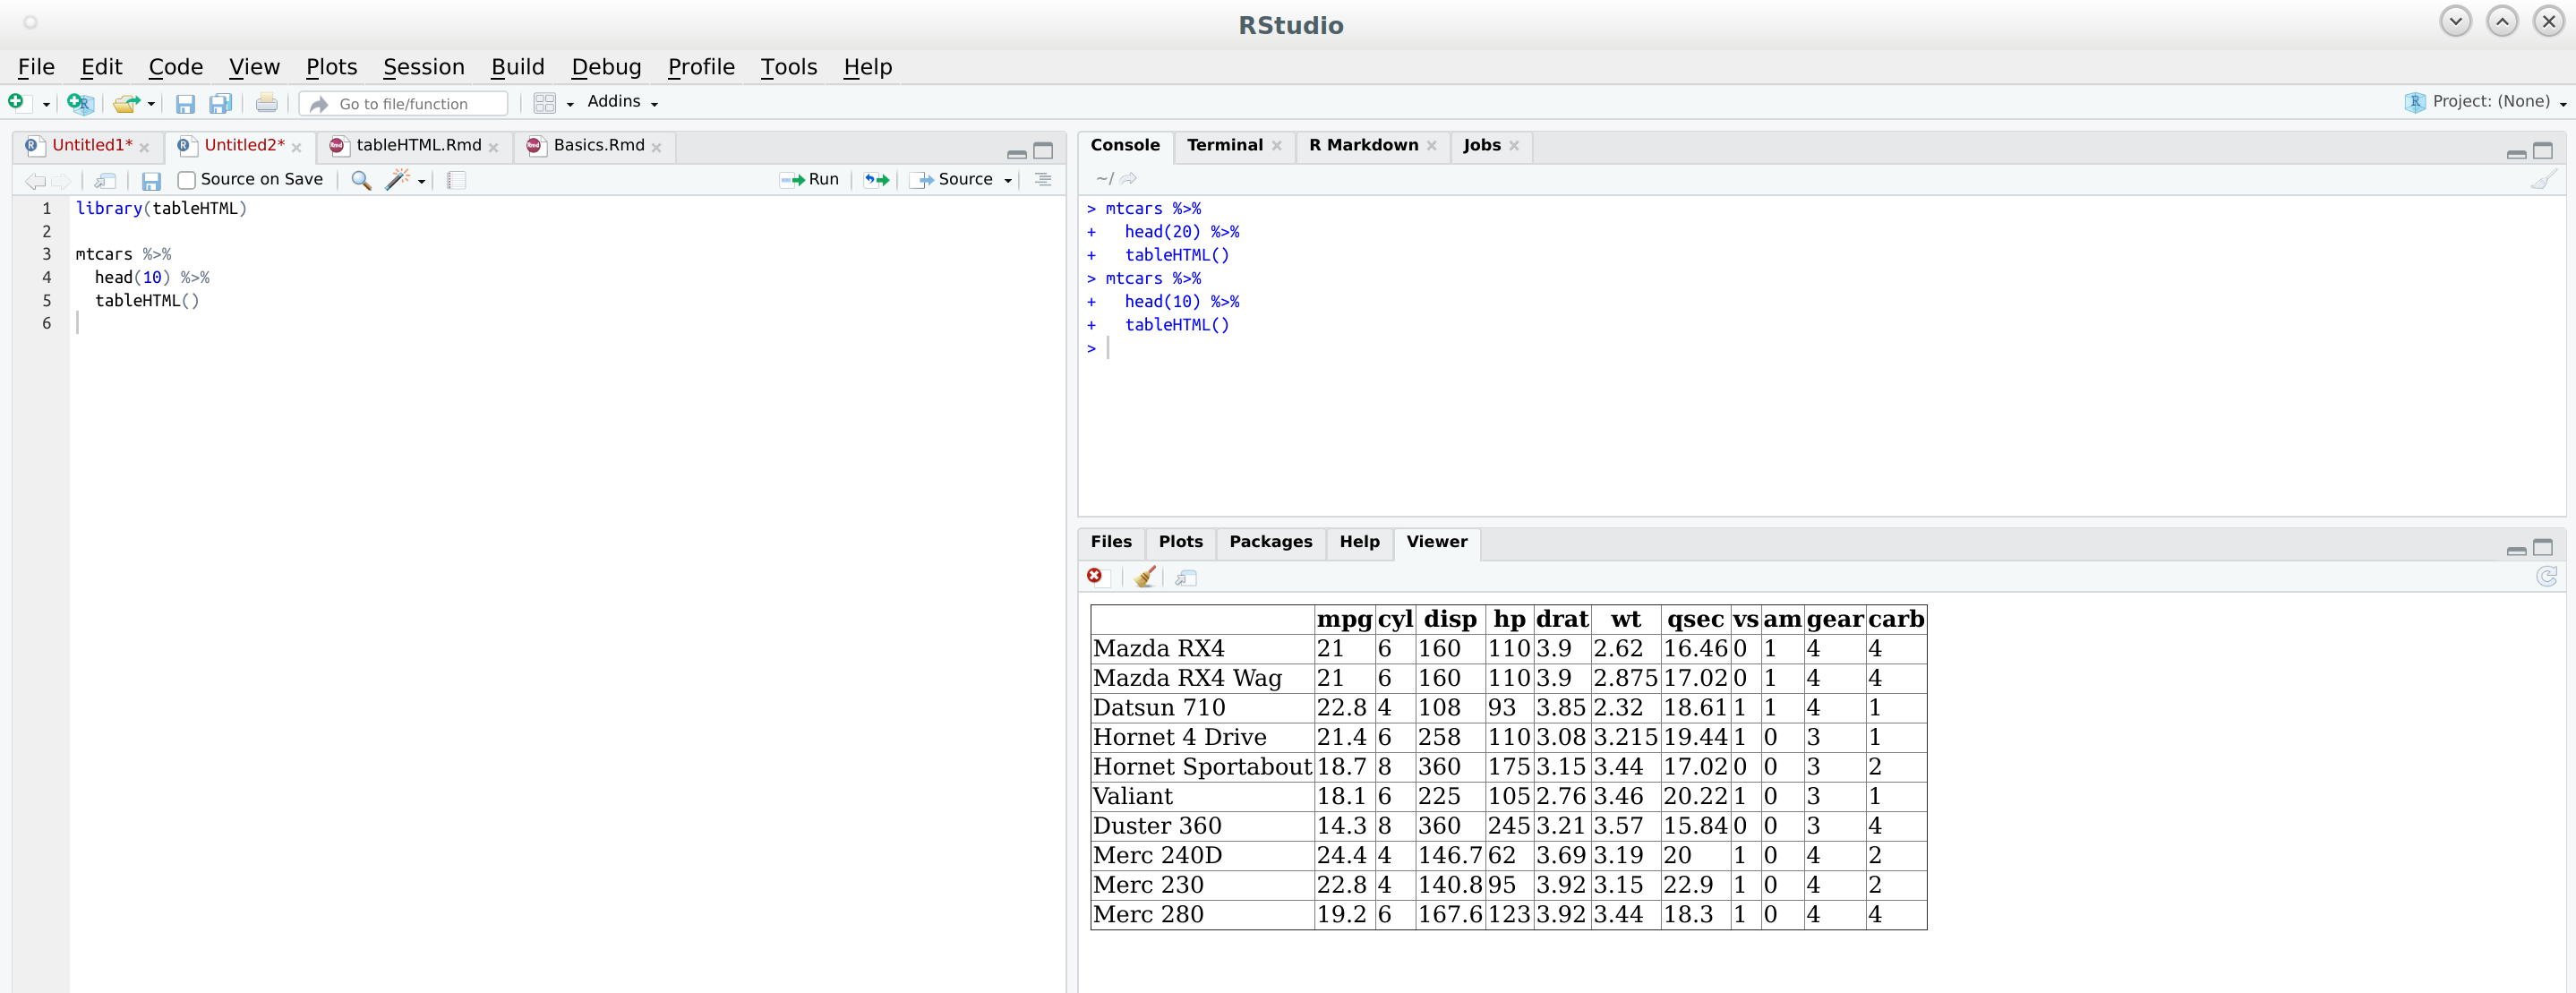 RStudio
File Edit Code View Plots Session Build Debug Profile Tools Help
Go to file/function Addins Project: (None)
Untitled1* Untitled2* tableHTML.Rmd Basics.Rmd
Source on Save Run Source
1 library(tableHTML)
2
3 mtcars %>%
4 head(10) %>%
5 tableHTML()
6
Console Terminal R Markdown Jobs
~/
> mtcars %>%
+ head(20) %>%
+ tableHTML()
> mtcars %>%
+ head(10) %>%
+ tableHTML()
>
Files Plots Packages Help Viewer
mpg cyl disp hp drat wt qsec vs am gear carb
Mazda RX4 21 6 160 110 3.9 2.62 16.46 0 1 4 4
Mazda RX4 Wag 21 6 160 110 3.9 2.875 17.02 0 1 4 4
Datsun 710 22.8 4 108 93 3.85 2.32 18.61 1 1 4 1
Hornet 4 Drive 21.4 6 258 110 3.08 3.215 19.44 1 0 3 1
Hornet Sportabout 18.7 8 360 175 3.15 3.44 17.02 0 0 3 2
Valiant 18.1 6 225 105 2.76 3.46 20.22 1 0 3 1
Duster 360 14.3 8 360 245 3.21 3.57 15.84 0 0 3 4
Merc 240D 24.4 4 146.7 62 3.69 3.19 20 1 0 4 2
Merc 230 22.8 4 140.8 95 3.92 3.15 22.9 1 0 4 2
Merc 280 19.2 6 167.6 123 3.92 3.44 18.3 1 0 4 4